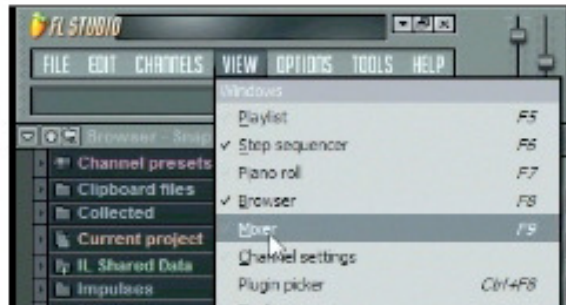 FL STUDIO
FILE EDIT CHANNELS VIEW OPTIONS TOOLS HELP
Windows
Playlist F5
Step sequencer F6
Piano roll F7
Browser F8
Mixer F9
Channel settings
Plugin picker Ctrl+F8
Browser - Snap
Channel presets
Clipboard files
Collected
Current project
IL Shared Data
Impulses